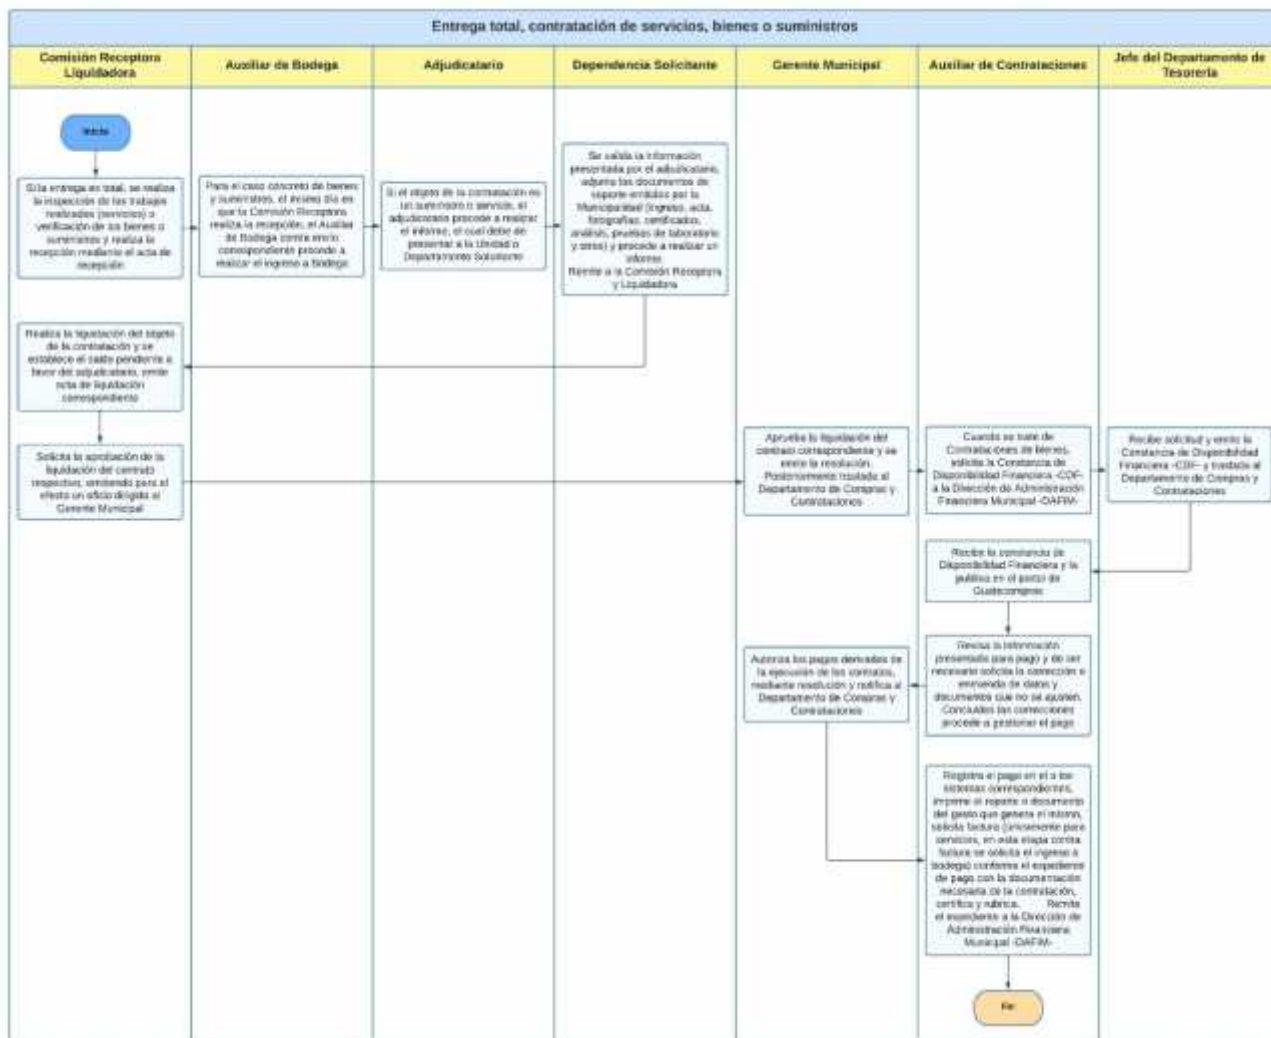 Entrega total, contratación de servicios, bienes o suministros
Comisión Receptora
Liquidadora
Auxiliar de Bodega
Adjudicatario
Dependencia Solicitante
Gerente Municipal
Auxiliar de Contrataciones
Jefe del Departamento de
Tesorería
Inicio
Si la entrega es total, se realiza
la inspección de los trabajos
realizados (servicios) o
verificación de los bienes o
suministros y realiza la
recepción mediante el acta de
recepción
Para el caso concreto de bienes
y suministros, el mismo día en
que la Comisión Receptora
realiza la recepción, el Auxiliar
de Bodega contra envío
correspondiente procede a
realizar el ingreso a Bodega
Si el objeto de la contratación es
un suministro o servicio, el
adjudicatario procede a realizar
el informe, el cual debe de
presentar a la Unidad o
Departamento Solicitante
Se valida la información
presentada por el adjudicatario,
adjunta los documentos de
soporte emitidos por la
Municipalidad (ingreso, acta,
fotografías, certificados,
análisis, pruebas de laboratorio
y otros) y procede a realizar un
informe
Remite a la Comisión Receptora
y Liquidadora
Realiza la liquidación del objeto
de la contratación y se
establece el saldo pendiente a
favor del adjudicatario, emite
acta de liquidación
correspondiente
Solicita la aprobación de la
liquidación del contrato
respectivo, emitiendo para el
efecto un oficio dirigido al
Gerente Municipal
Aprueba la liquidación del
contrato correspondiente y se
emite la resolución.
Posteriormente traslada al
Departamento de Compras y
Contrataciones
Cuando se trate de
Contrataciones de bienes,
solicita la Constancia de
Disponibilidad Financiera -CDF-
a la Dirección de Administración
Financiera Municipal -DAFIM-
Recibe solicitud y emite la
Constancia de Disponibilidad
Financiera -CDF- y traslada al
Departamento de Compras y
Contrataciones
Recibe la constancia de
Disponibilidad Financiera y la
publica en el portal de
Guatecompras
Revisa la información
presentada para pago y de ser
necesario solicita la corrección o
enmienda de datos y
documentos que no se ajusten.
Concluidas las correcciones
procede a gestionar el pago
Autoriza los pagos derivados de
la ejecución de los contratos,
mediante resolución y notifica al
Departamento de Compras y
Contrataciones
Registra el pago en el o los
sistemas correspondientes,
imprime el reporte o documento
del gasto que genera el mismo,
solicita factura (únicamente para
servicios, en esta etapa contra
factura se solicita el ingreso a
bodega) conforma el expediente
de pago con la documentación
necesaria de la contratación,
certifica y rubrica. Remite
el expediente a la Dirección de
Administración Financiera
Municipal -DAFIM-
Fin